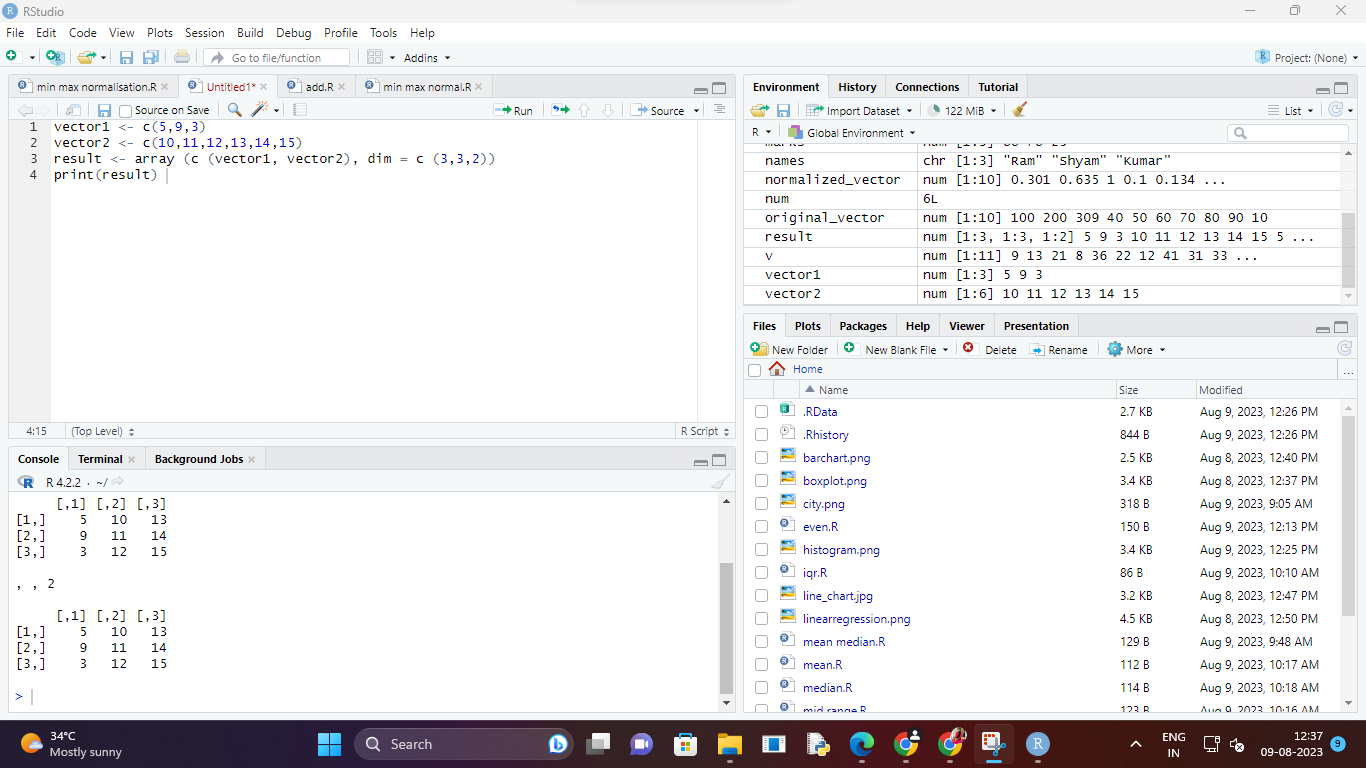 RStudio
File Edit Code View Plots Session Build Debug Profile Tools Help
Go to file/function Addins Project: (None)
min max normalisation.R Untitled1* add.R min max normal.R
Source on Save Run Source
1 vector1 <- c(5,9,3)
2 vector2 <- c(10,11,12,13,14,15)
3 result <- array (c (vector1, vector2), dim = c (3,3,2))
4 print(result)
4:15 (Top Level) R Script
Console Terminal Background Jobs
R 4.2.2 · ~/
[,1] [,2] [,3]
[1,] 5 10 13
[2,] 9 11 14
[3,] 3 12 15
, , 2
[,1] [,2] [,3]
[1,] 5 10 13
[2,] 9 11 14
[3,] 3 12 15
>
Environment History Connections Tutorial
Import Dataset 122 MiB List
R Global Environment
names chr [1:3] "Ram" "Shyam" "Kumar"
normalized_vector num [1:10] 0.301 0.635 1 0.1 0.134 ...
num 6L
original_vector num [1:10] 100 200 309 40 50 60 70 80 90 10
result num [1:3, 1:3, 1:2] 5 9 3 10 11 12 13 14 15 5 ...
v num [1:11] 9 13 21 8 36 22 12 41 31 33 ...
vector1 num [1:3] 5 9 3
vector2 num [1:6] 10 11 12 13 14 15
Files Plots Packages Help Viewer Presentation
New Folder New Blank File Delete Rename More
Home ...
Name Size Modified
.RData 2.7 KB Aug 9, 2023, 12:26 PM
.Rhistory 844 B Aug 9, 2023, 12:26 PM
barchart.png 2.5 KB Aug 8, 2023, 12:40 PM
boxplot.png 3.4 KB Aug 8, 2023, 12:37 PM
city.png 318 B Aug 9, 2023, 9:05 AM
even.R 150 B Aug 9, 2023, 12:13 PM
histogram.png 3.4 KB Aug 9, 2023, 12:25 PM
iqr.R 86 B Aug 9, 2023, 10:10 AM
line_chart.jpg 3.2 KB Aug 8, 2023, 12:47 PM
linearregression.png 4.5 KB Aug 8, 2023, 12:50 PM
mean median.R 129 B Aug 9, 2023, 9:48 AM
mean.R 112 B Aug 9, 2023, 10:17 AM
median.R 114 B Aug 9, 2023, 10:18 AM
mid range.R 123 B Aug 9, 2023, 10:16 AM
34°C
Mostly sunny
Search
ENG
IN
12:37
09-08-2023 9